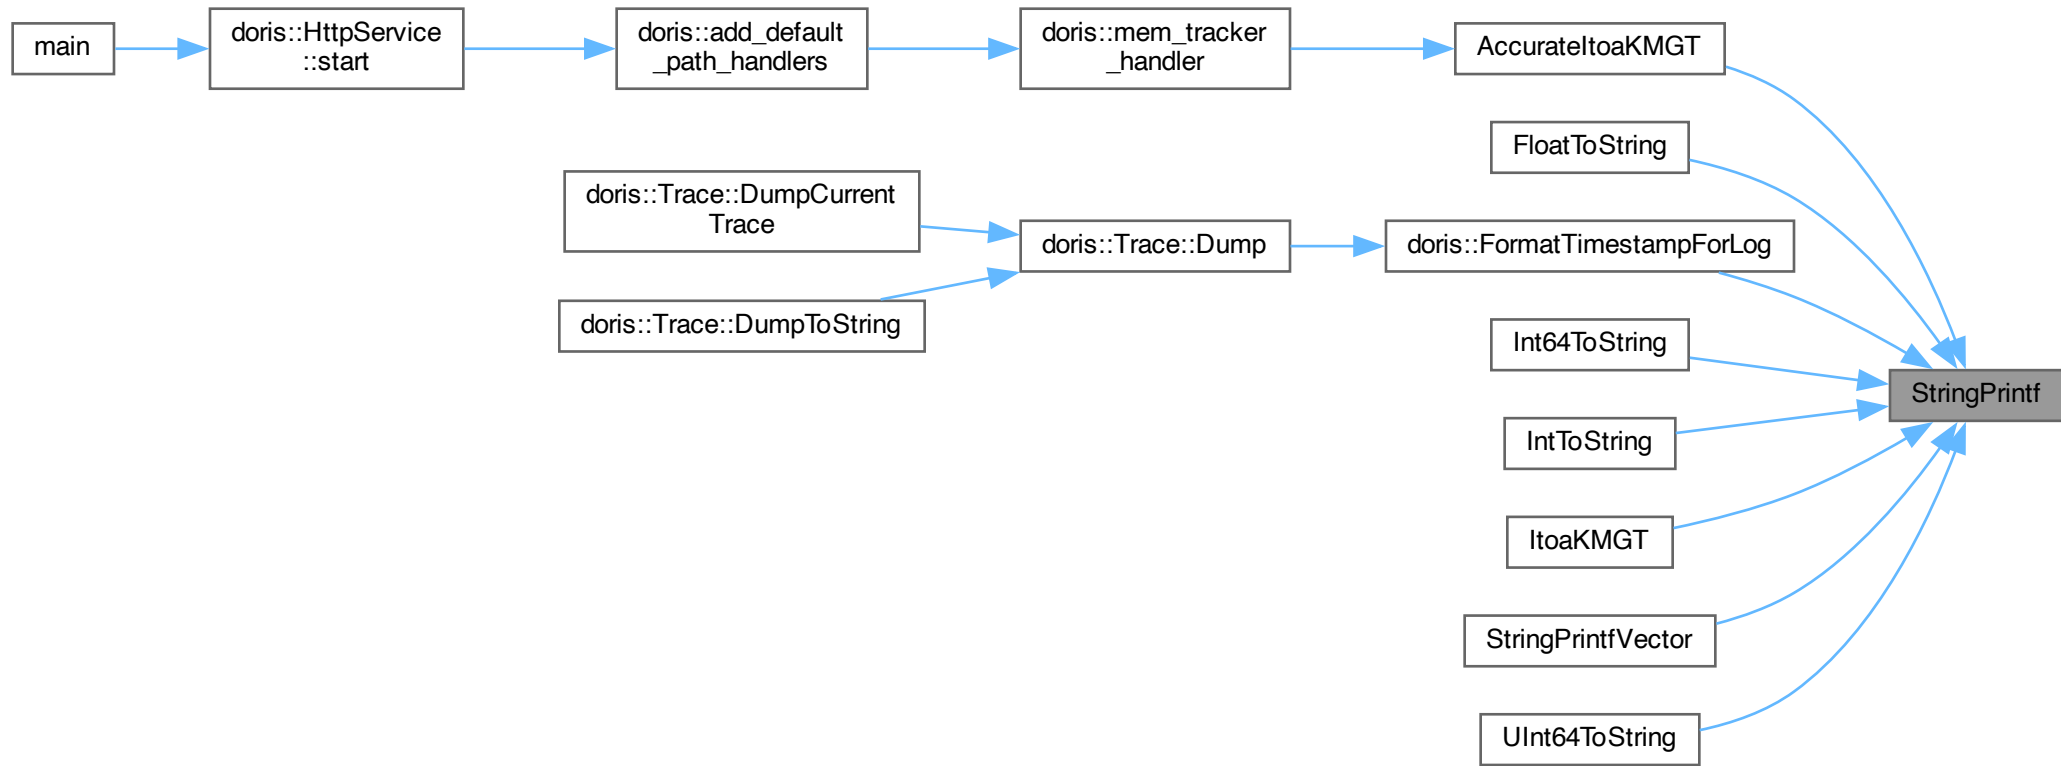 main
doris::HttpService
::start
doris::add_default
_path_handlers
doris::mem_tracker
_handler
AccurateItoaKMGT
FloatToString
doris::Trace::DumpCurrent
Trace
doris::Trace::Dump
doris::FormatTimestampForLog
doris::Trace::DumpToString
Int64ToString
StringPrintf
IntToString
ItoaKMGT
StringPrintfVector
UInt64ToString